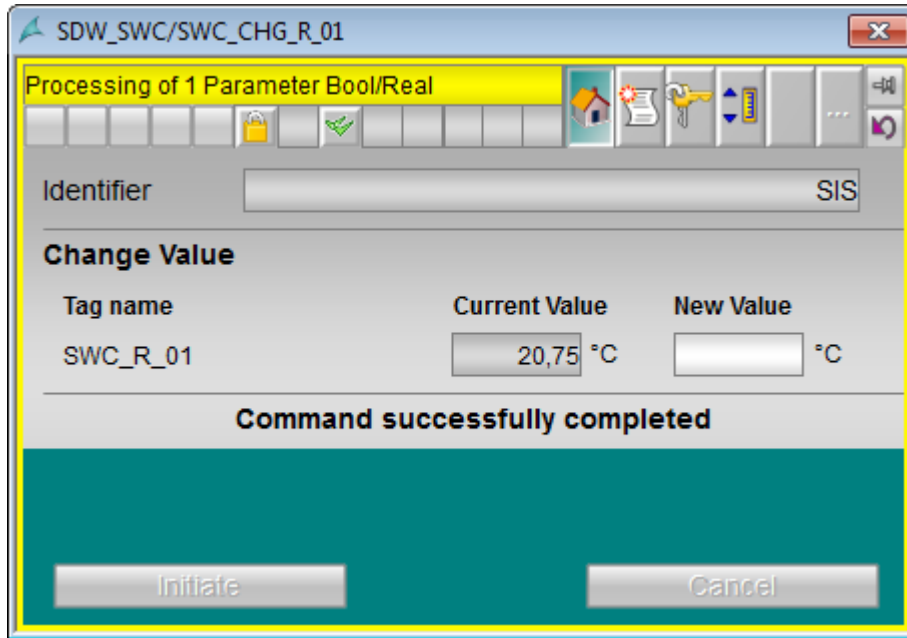 SDW_SWC/SWC_CHG_R_01
Processing of 1 Parameter Bool/Real
...
Identifier SIS
Change Value
Tag name Current Value New Value
SWC_R_01 20,75 °C °C
Command successfully completed
Initiate Cancel